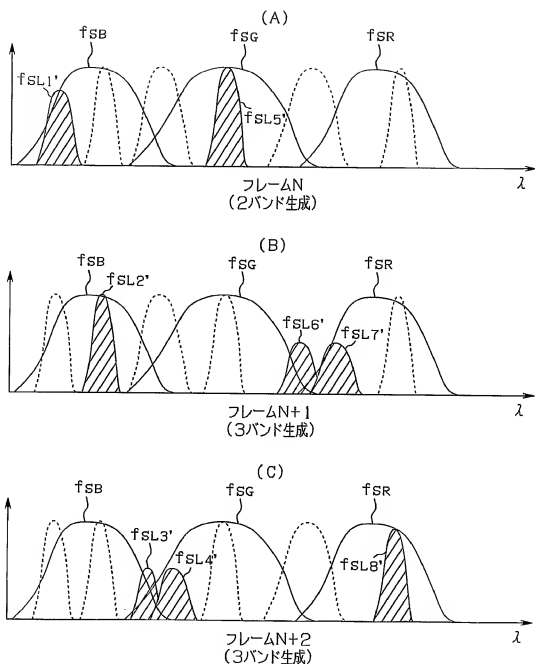 (A)
fSB
fSG
fSR
fSL1'
fSL5'
λ
フレームN
(2バンド生成)
(B)
fSB
fSL2'
fSG
fSR
fSL6'
fSL7'
λ
フレームN+1
(3バンド生成)
(C)
fSB
fSG
fSR
fSL3'
fSL4'
fSL8'
λ
フレームN+2
(3バンド生成)